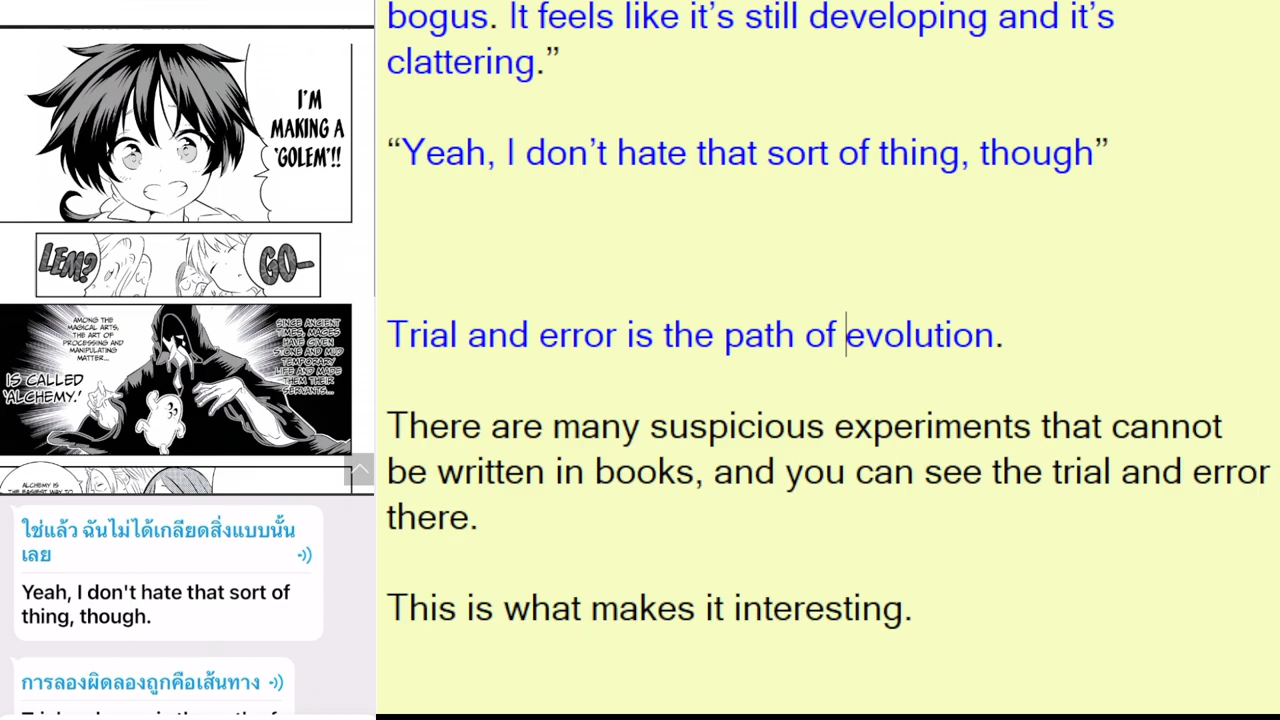 I'M
MAKING A
'GOLEM'!!
GO-
LEM?
SINCE ANCIENT
TIMES, MAGES
HAVE GIVEN
STONE AND MUD
TEMPORARY
LIFE AND MADE
THEM THEIR
SERVANTS...
AMONG THE
MAGICAL ARTS,
THE ART OF
PROCESSING AND
MANIPULATING
MATTER...
IS CALLED
'ALCHEMY.'
ALCHEMY IS
THE EASIEST WAY TO
ใช่แล้ว ฉันไม่ได้เกลียดสิ่งแบบนั้น
เลย
Yeah, I don't hate that sort of
thing, though.
การลองผิดลองถูกคือเส้นทาง
bogus. It feels like it’s still developing and it’s
clattering.”
“Yeah, I don’t hate that sort of thing, though”
Trial and error is the path of evolution.
There are many suspicious experiments that cannot
be written in books, and you can see the trial and error
there.
This is what makes it interesting.